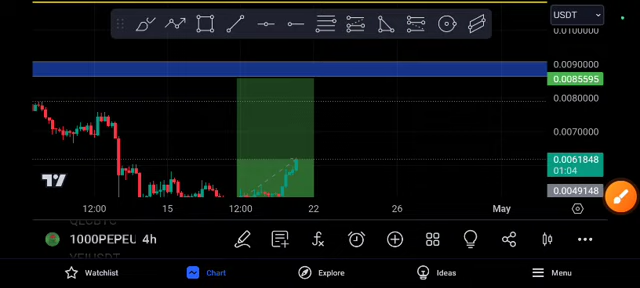 USDT
0.0100000
0.0090000
0.0085595
0.0080000
0.0070000
0.0061848
01:04
0.0049148
12:00 15 12:00 22 26 May
1000PEPEU 4h
Watchlist Chart Explore Ideas Menu